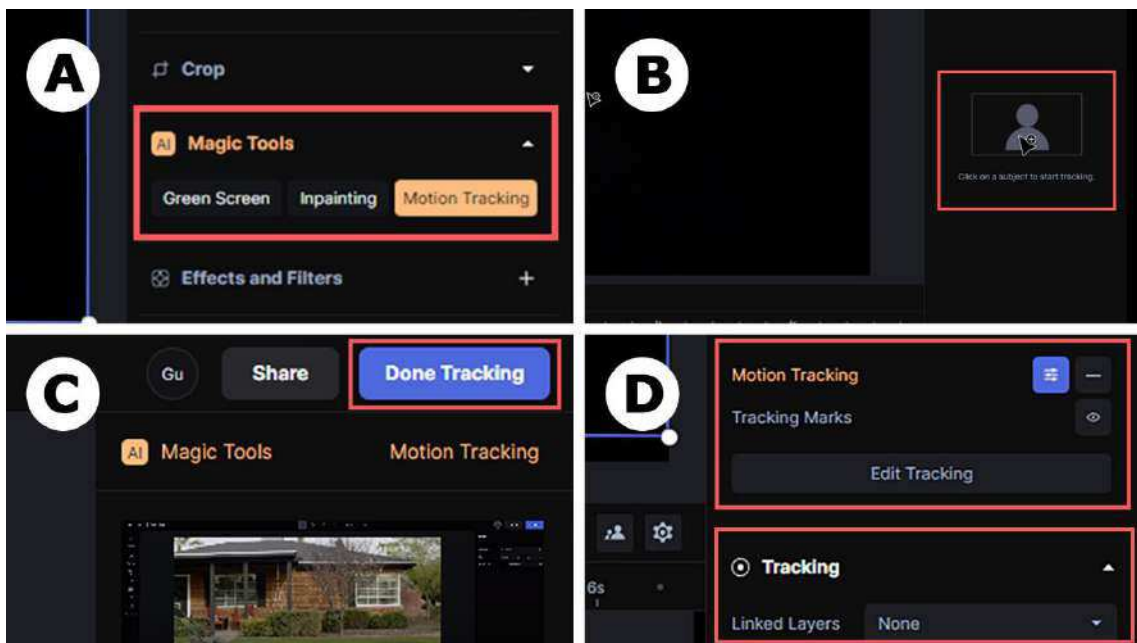 A
Crop
AI Magic Tools
Green Screen Inpainting Motion Tracking
Effects and Filters
B
Click on a subject to start tracking.
C
Gu Share Done Tracking
AI Magic Tools Motion Tracking
D
Motion Tracking
Tracking Marks
Edit Tracking
6s
Tracking
Linked Layers None